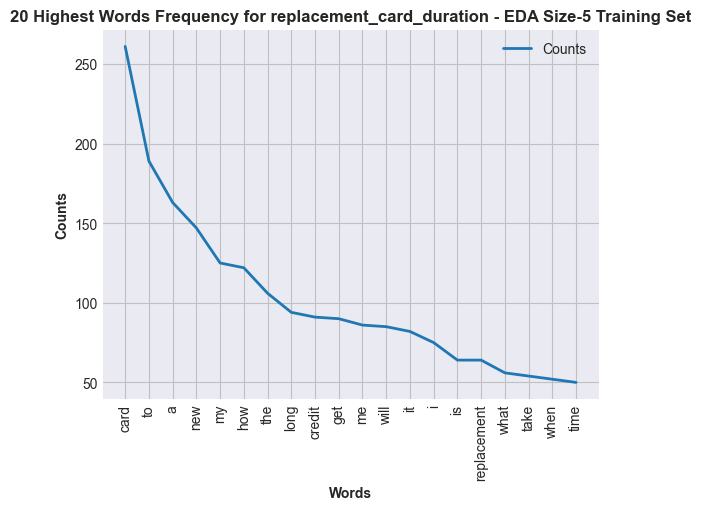 20 Highest Words Frequency for replacement_card_duration - EDA Size-5 Training Set
Counts
250
200
150
100
50
Counts
card
to
a
new
my
how
the
long
credit
get
me
will
it
i
is
replacement
what
take
when
time
Words